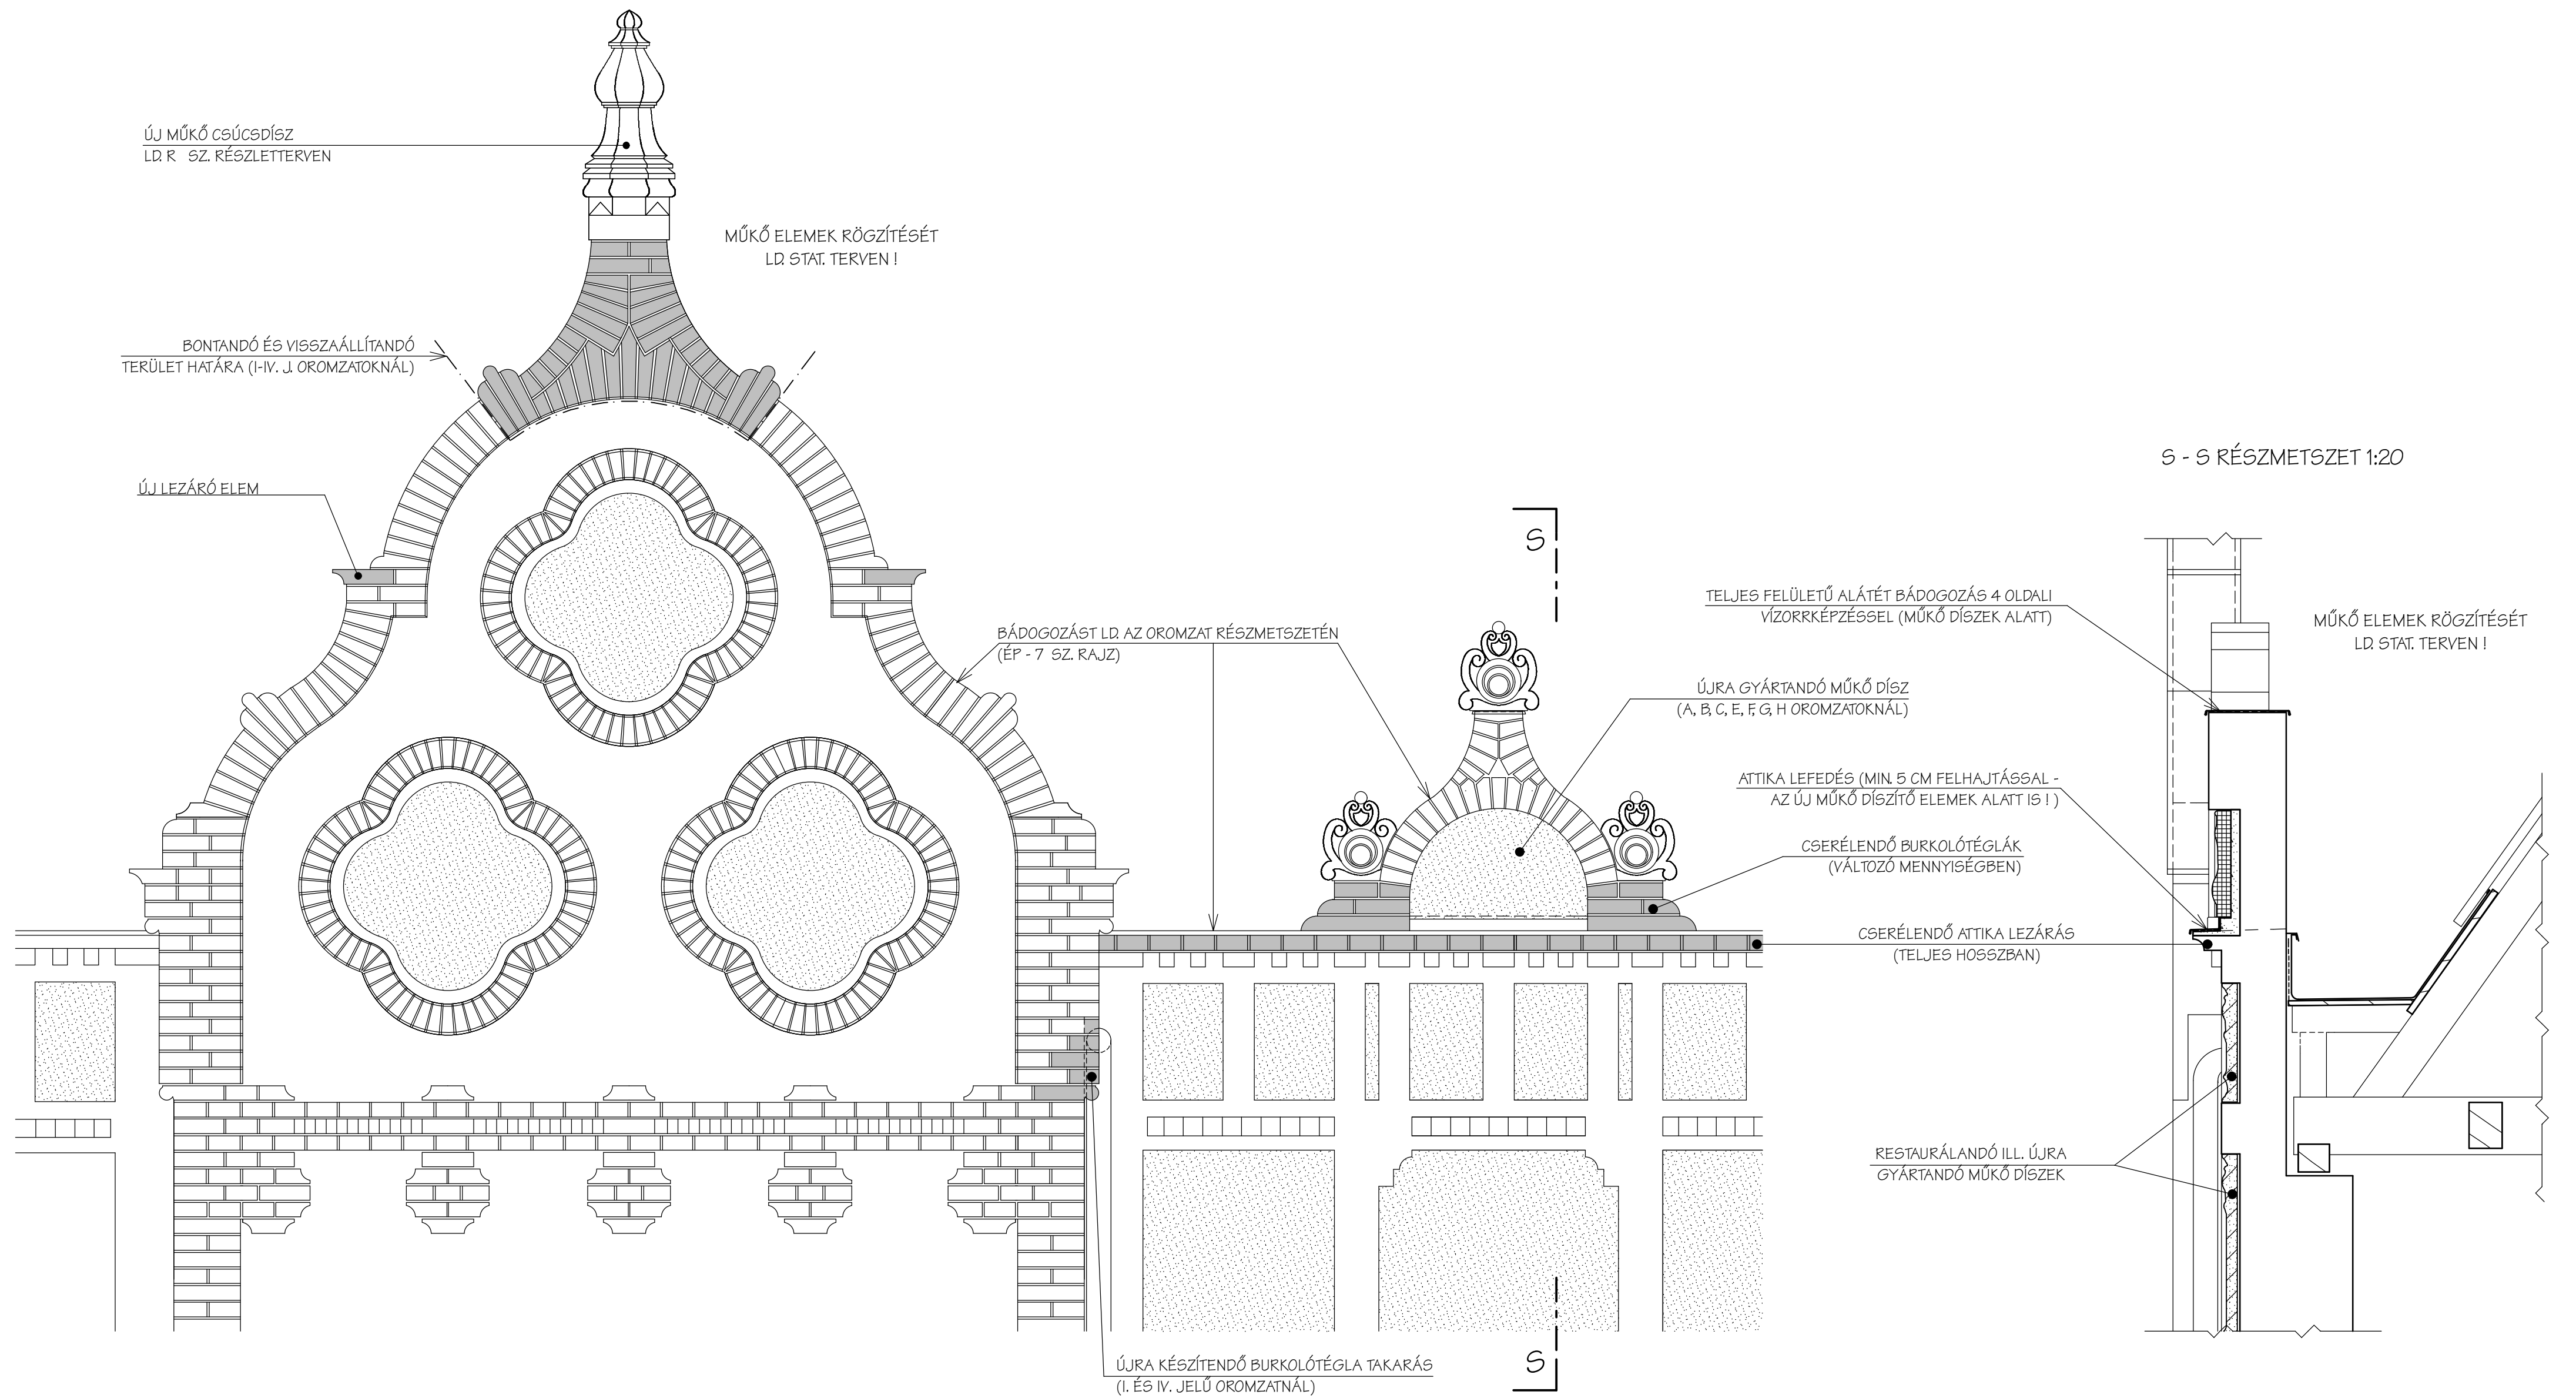 ÚJ MŰKŐ CSÚCSDÍSZ
LD. R SZ. RÉSZLETTERVEN
MŰKŐ ELEMEK RÖGZÍTÉSÉT
LD. STAT. TERVEN !
BONTANDÓ ÉS VISSZAÁLLÍTANDÓ
TERÜLET HATÁRA (I-IV. J. OROMZATOKNÁL)
ÚJ LEZÁRÓ ELEM
BÁDOGOZÁST LD. AZ OROMZAT RÉSZMETSZETÉN
(ÉP - 7 SZ. RAJZ)
S
S - S RÉSZMETSZET 1:20
TELJES FELÜLETŰ ALÁTÉT BÁDOGOZÁS 4 OLDALI
VÍZORRKÉPZÉSSEL (MŰKŐ DÍSZEK ALATT)
MŰKŐ ELEMEK RÖGZÍTÉSÉT
LD. STAT. TERVEN !
ÚJRA GYÁRTANDÓ MŰKŐ DÍSZ
(A, B, C, E, F, G, H OROMZATOKNÁL)
ATTIKA LEFEDÉS (MIN. 5 CM FELHAJTÁSSAL -
AZ ÚJ MŰKŐ DÍSZÍTŐ ELEMEK ALATT IS ! )
CSERÉLENDŐ BURKOLÓTÉGLÁK
(VÁLTOZÓ MENNYISÉGBEN)
CSERÉLENDŐ ATTIKA LEZÁRÁS
(TELJES HOSSZBAN)
RESTAURÁLANDÓ ILL. ÚJRA
GYÁRTANDÓ MŰKŐ DÍSZEK
S
ÚJRA KÉSZÍTENDŐ BURKOLÓTÉGLA TAKARÁS
(I. ÉS IV. JELŰ OROMZATNÁL)